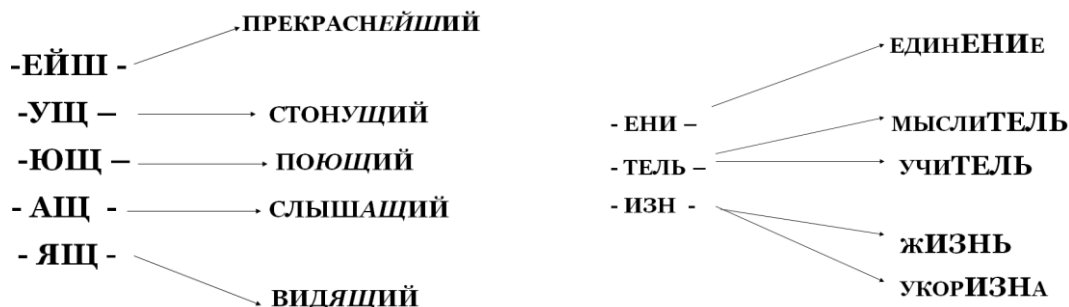 ПРЕКРАСНЕЙШИЙ
-ЕЙШ -
-УЩ –
СТОНУЩИЙ
-ЮЩ –
ПОЮЩИЙ
- АЩ -
СЛЫШАЩИЙ
- ЯЩ -
ВИДЯЩИЙ
ЕДИНЕНИЕ
- ЕНИ –
МЫСЛИТЕЛЬ
- ТЕЛЬ –
УЧИТЕЛЬ
- ИЗН -
ЖИЗНЬ
УКОРИЗНА